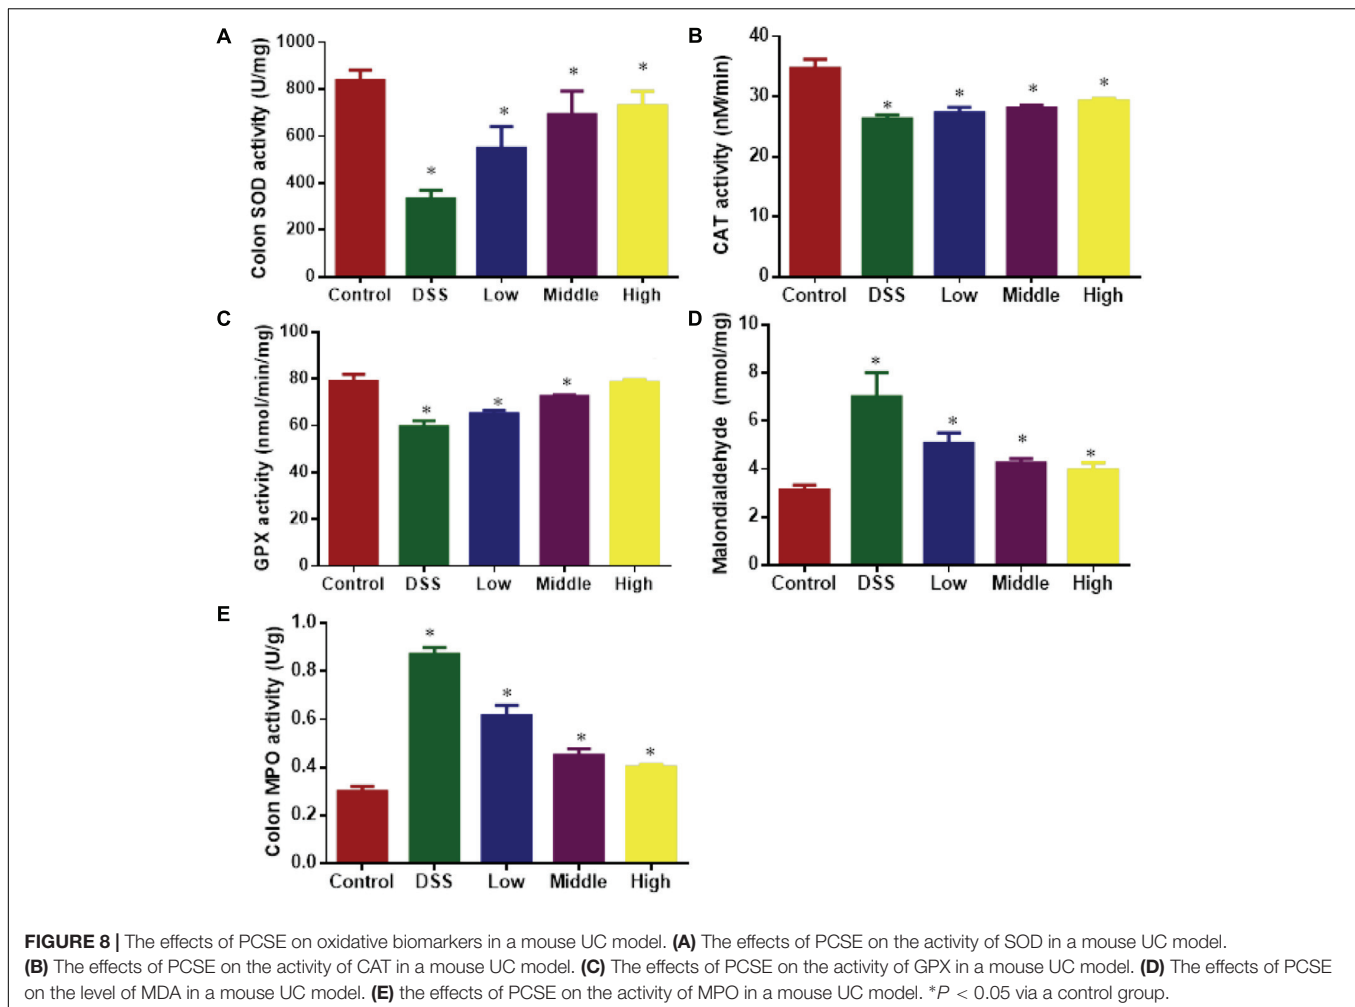 A
Colon SOD activity (U/mg)
1000
800
600
400
200
0
* * * *
Control DSS Low Middle High
B
CAT activity (nM/min)
40
30
20
10
0
* * * *
Control DSS Low Middle High
C
GPX activity (nmol/min/mg)
100
80
60
40
20
0
* * *
Control DSS Low Middle High
D
Malondialdehyde (nmol/mg)
10
8
6
4
2
0
* * * *
Control DSS Low Middle High
E
Colon MPO activity (U/g)
1.0
0.8
0.6
0.4
0.2
0.0
* * * *
Control DSS Low Middle High
FIGURE 8 | The effects of PCSE on oxidative biomarkers in a mouse UC model. (A) The effects of PCSE on the activity of SOD in a mouse UC model.
(B) The effects of PCSE on the activity of CAT in a mouse UC model. (C) The effects of PCSE on the activity of GPX in a mouse UC model. (D) The effects of PCSE
on the level of MDA in a mouse UC model. (E) the effects of PCSE on the activity of MPO in a mouse UC model. *P < 0.05 via a control group.